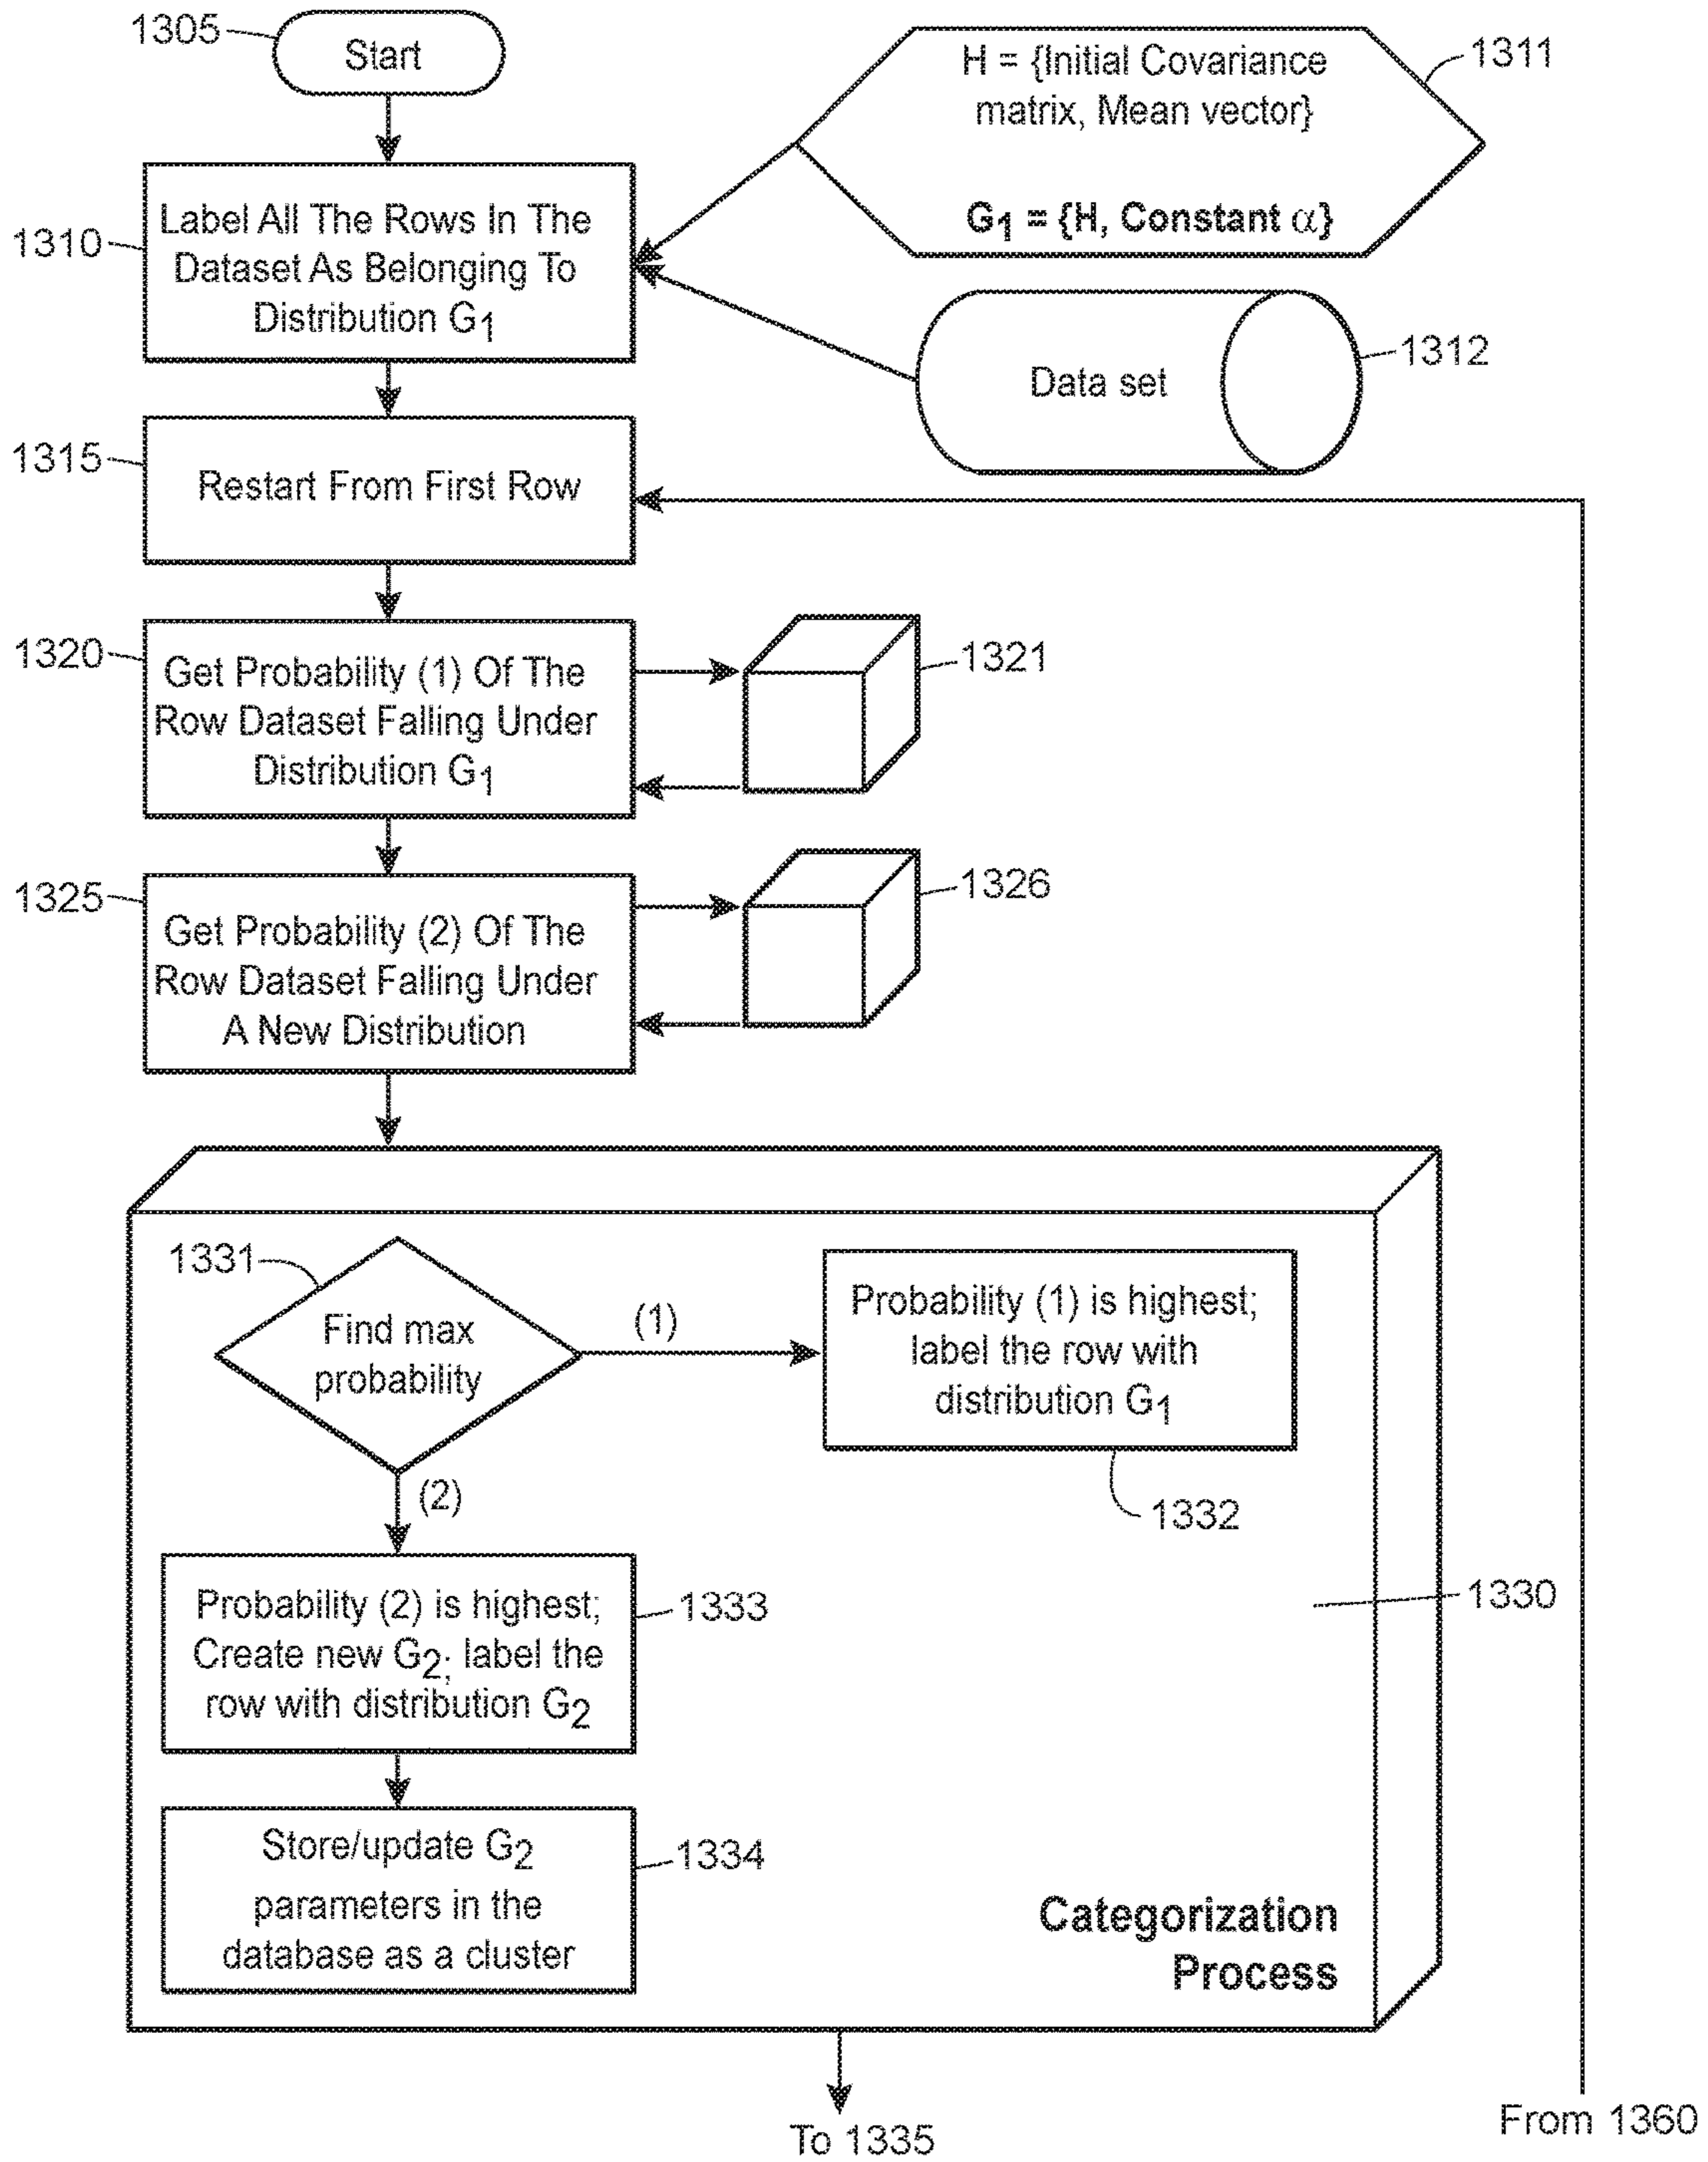 1305
Start
H = {Initial Covariance
matrix, Mean vector}
G1 = {H, Constant α}
1311
1310
Label All The Rows In The
Dataset As Belonging To
Distribution G1
Data set
1312
1315
Restart From First Row
1320
Get Probability (1) Of The
Row Dataset Falling Under
Distribution G1
1321
1325
Get Probability (2) Of The
Row Dataset Falling Under
A New Distribution
1326
1331
Find max
probability
(1)
Probability (1) is highest;
label the row with
distribution G1
1332
(2)
Probability (2) is highest;
Create new G2; label the
row with distribution G2
1333
1330
Store/update G2
parameters in the
database as a cluster
1334
Categorization
Process
To 1335
From 1360